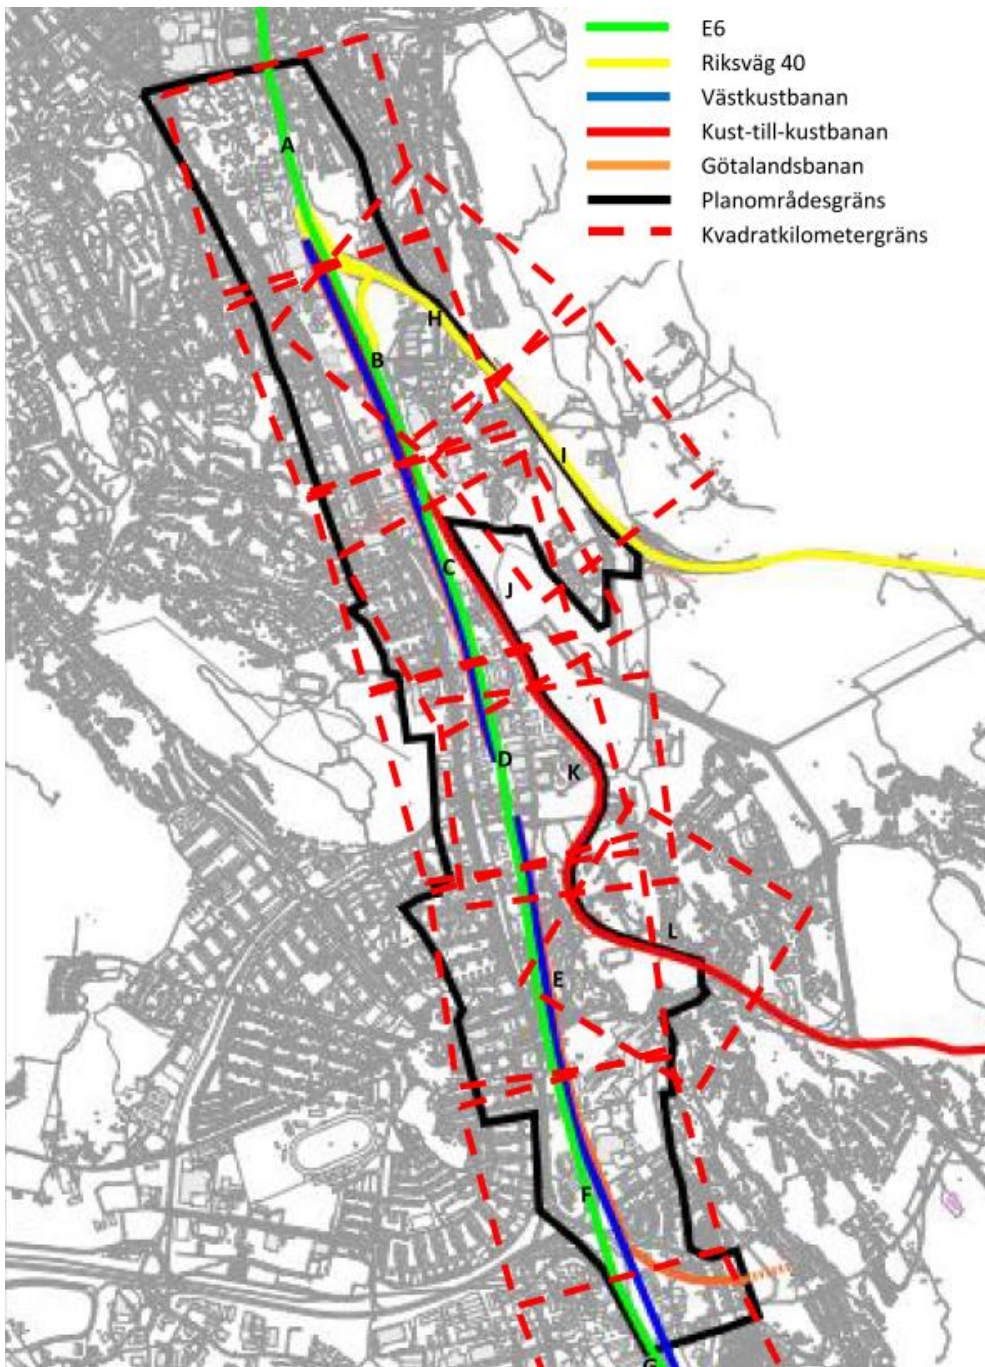 E6
Riksväg 40
Västkustbanan
Kust-till-kustbanan
Götalandsbanan
Planområdesgräns
Kvadratkilometergräns
A
H
B
I
C
J
D
K
L
E
F
G